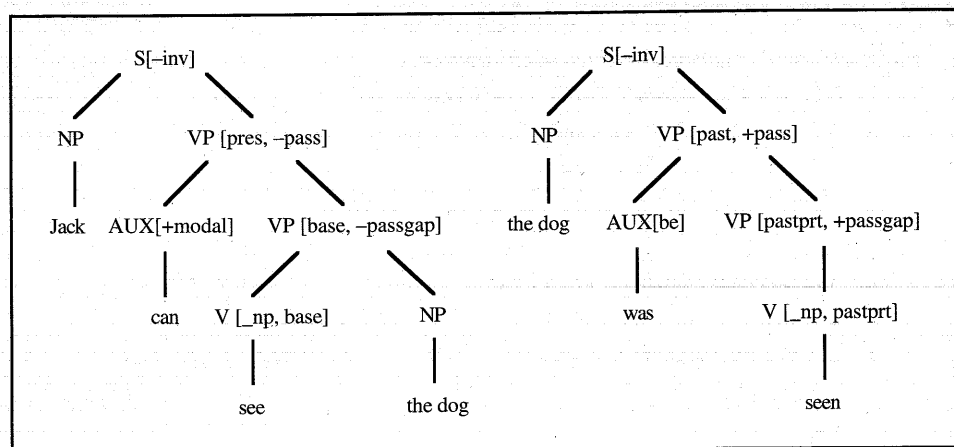 S[–inv] S[–inv]
NP VP [pres, –pass] NP VP [past, +pass]
Jack AUX[+modal] VP [base, –passgap] the dog AUX[be] VP [pastprt, +passgap]
can V [_np, base] NP was V [_np, pastprt]
see the dog seen